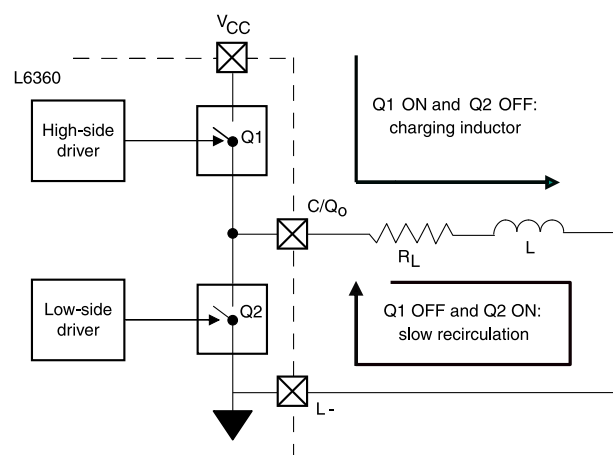 VCC
L6360
High-side
driver
Q1
Q1 ON and Q2 OFF:
charging inductor
C/QO
RL
L
Low-side
driver
Q2
Q1 OFF and Q2 ON:
slow recirculation
L-